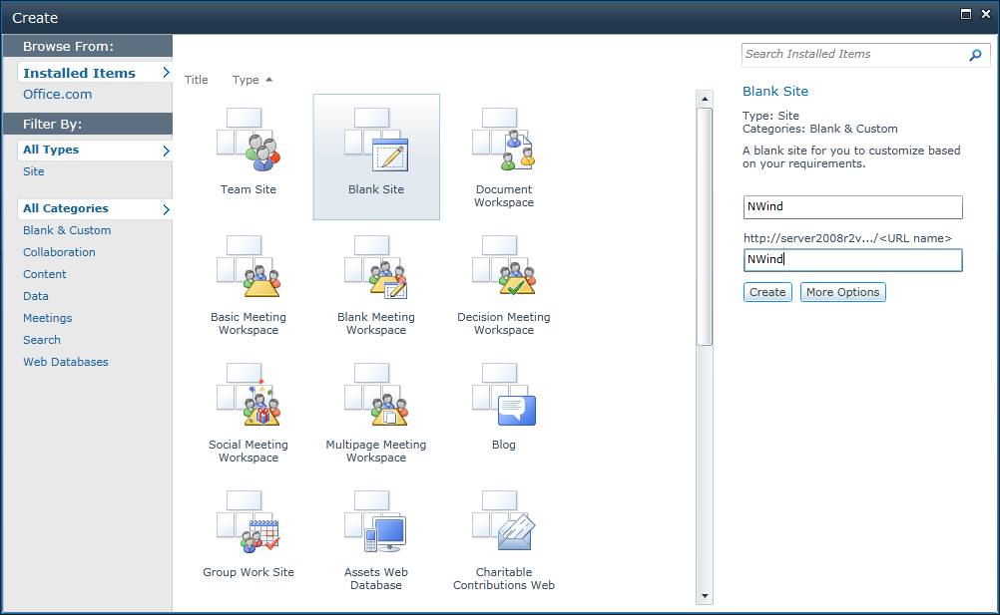 Create
Browse From:
Installed Items
Office.com
Filter By:
All Types
Site
All Categories
Blank & Custom
Collaboration
Content
Data
Meetings
Search
Web Databases
Title Type
Team Site
Blank Site
Document
Workspace
Basic Meeting
Workspace
Blank Meeting
Workspace
Decision Meeting
Workspace
Social Meeting
Workspace
Multipage Meeting
Workspace
Blog
Group Work Site
Assets Web
Database
Charitable
Contributions Web
Search Installed Items
Blank Site
Type: Site
Categories: Blank & Custom
A blank site for you to customize based
on your requirements.
NWind
http://server2008r2v.../<URL name>
NWind
Create More Options